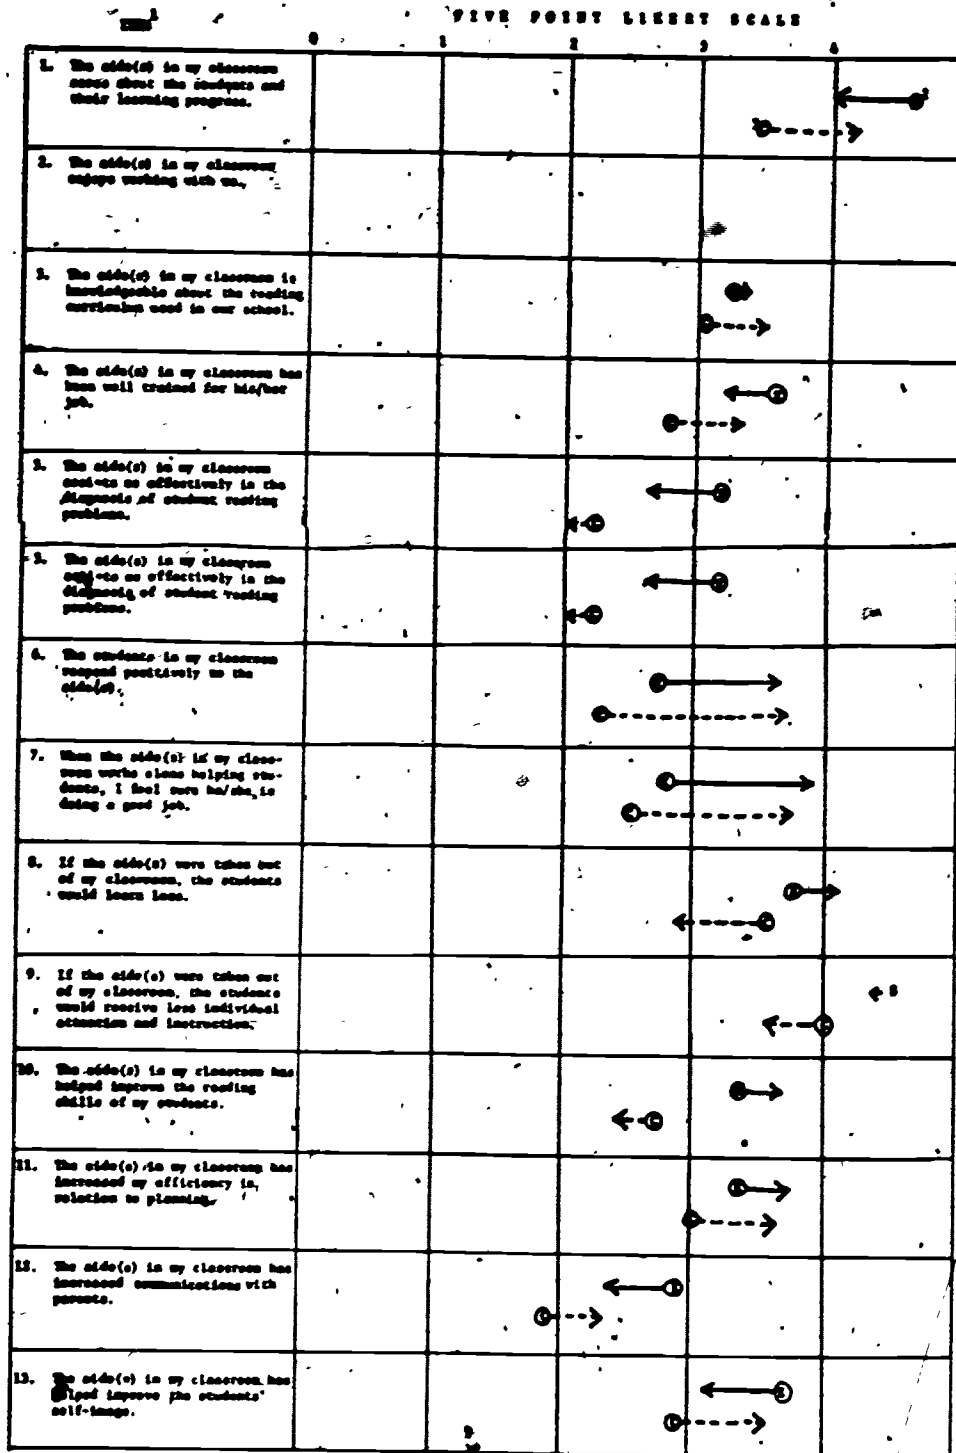 ITEM 1
FIVE POINT LIKERT SCALE
0 1 2 3 4
1. The aide(s) in my classroom
cares about the students and
their learning progress.
2. The aide(s) in my classroom
enjoys working with us.
3. The aide(s) in my classroom is
knowledgeable about the reading
curriculum used in our school.
4. The aide(s) in my classroom has
been well trained for his/her
job.
5. The aide(s) in my classroom
assists me effectively in the
diagnosis of student reading
problems.
5. The aide(s) in my classroom
assists me effectively in the
diagnosis of student reading
problems.
6. The students in my classroom
respond positively to the
aide(s).
7. When the aide(s) in my class-
room works alone helping stu-
dents, I feel sure he/she is
doing a good job.
8. If the aide(s) were taken out
of my classroom, the students
would learn less.
9. If the aide(s) were taken out
of my classroom, the students
would receive less individual
attention and instruction.
10. The aide(s) in my classroom has
helped improve the reading
skills of my students.
11. The aide(s) in my classroom has
increased my efficiency in
relation to planning.
12. The aide(s) in my classroom has
increased communications with
parents.
13. The aide(s) in my classroom has
helped improve the students'
self-image.